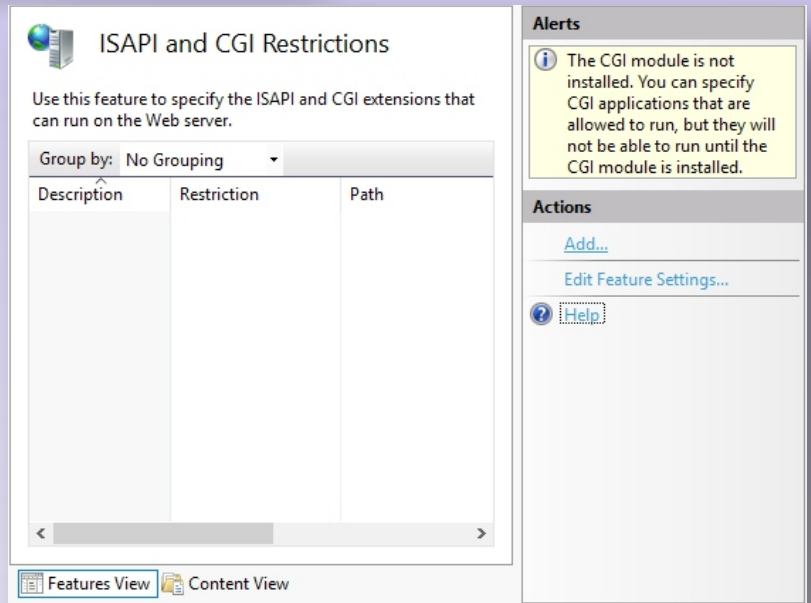 ISAPI and CGI Restrictions
Use this feature to specify the ISAPI and CGI extensions that
can run on the Web server.
Group by: No Grouping
Description Restriction Path
Features View Content View
Alerts
The CGI module is not
installed. You can specify
CGI applications that are
allowed to run, but they will
not be able to run until the
CGI module is installed.
Actions
Add...
Edit Feature Settings...
Help